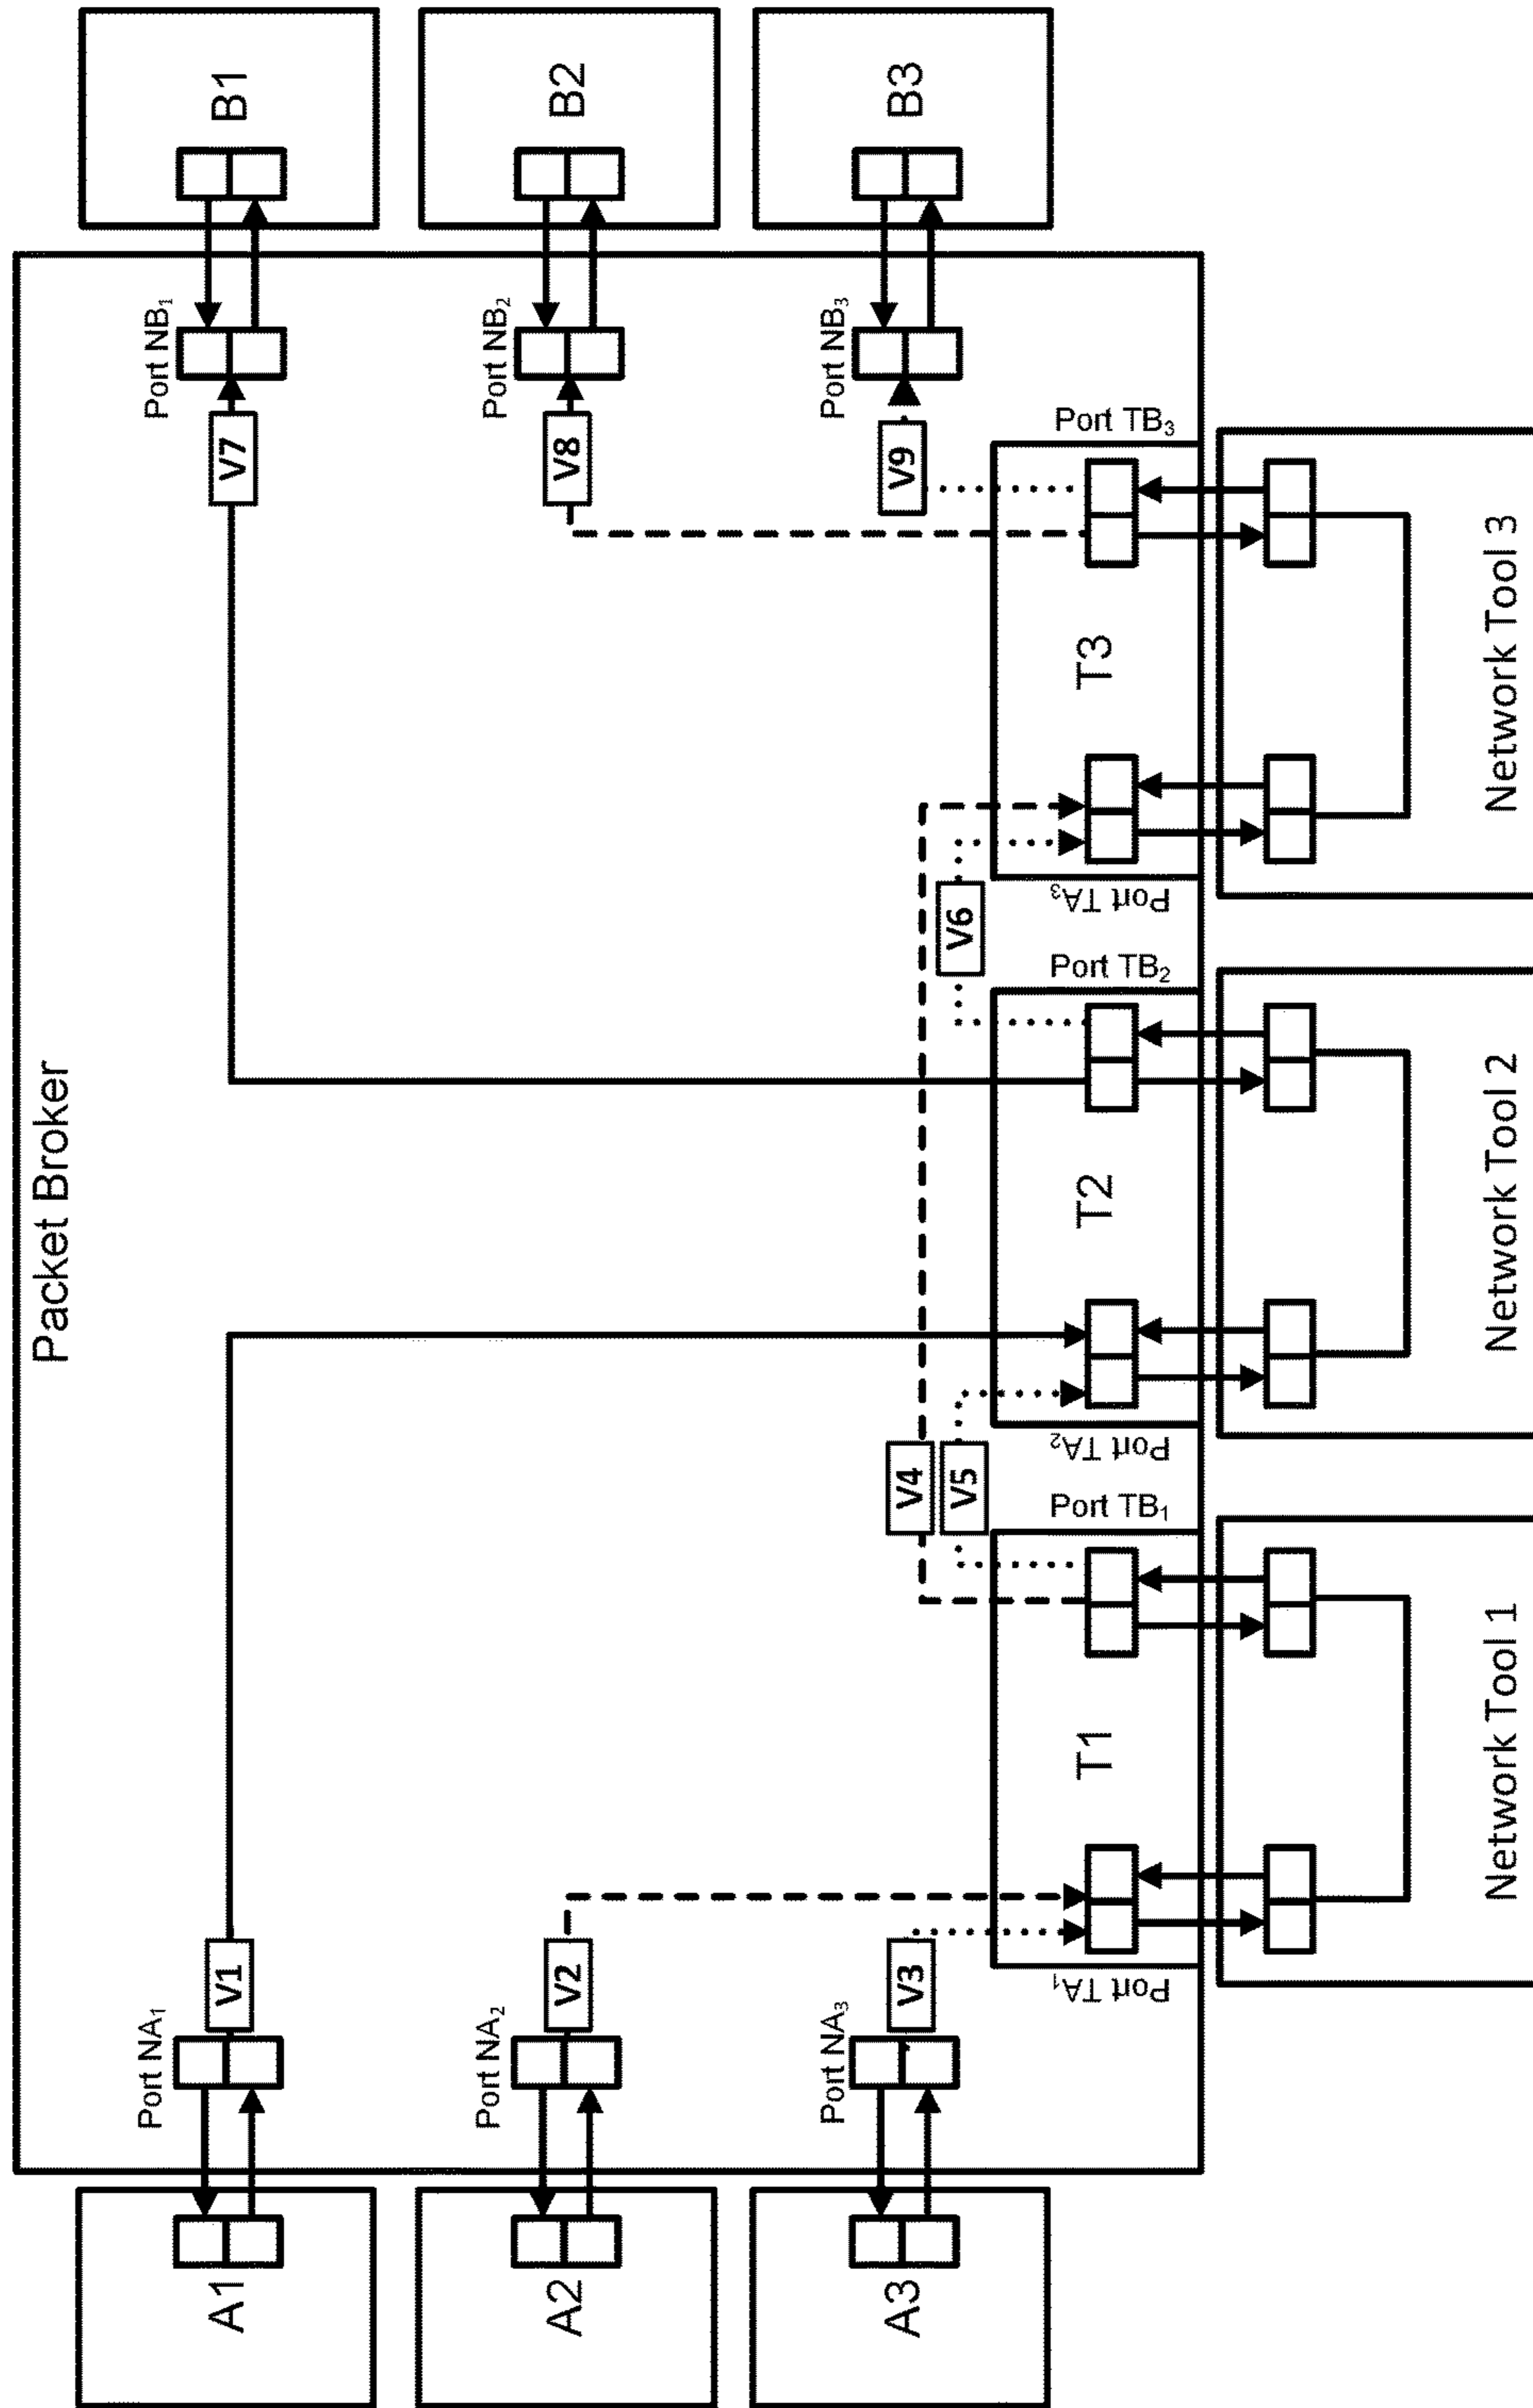 Packet Broker
A1
Port NA₁
V1
V7
Port NB₁
B1
A2
Port NA₂
V2
V8
Port NB₂
B2
A3
Port NA₃
V3
V4
V5
V6
V9
Port NB₃
B3
Port TA₁
T1
Port TB₁
Port TA₂
T2
Port TB₂
Port TA₃
T3
Port TB₃
Network Tool 1
Network Tool 2
Network Tool 3